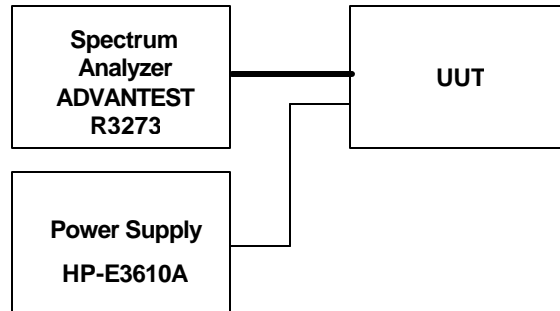 Spectrum
Analyzer
ADVANTEST
R3273
UUT
Power Supply
HP-E3610A